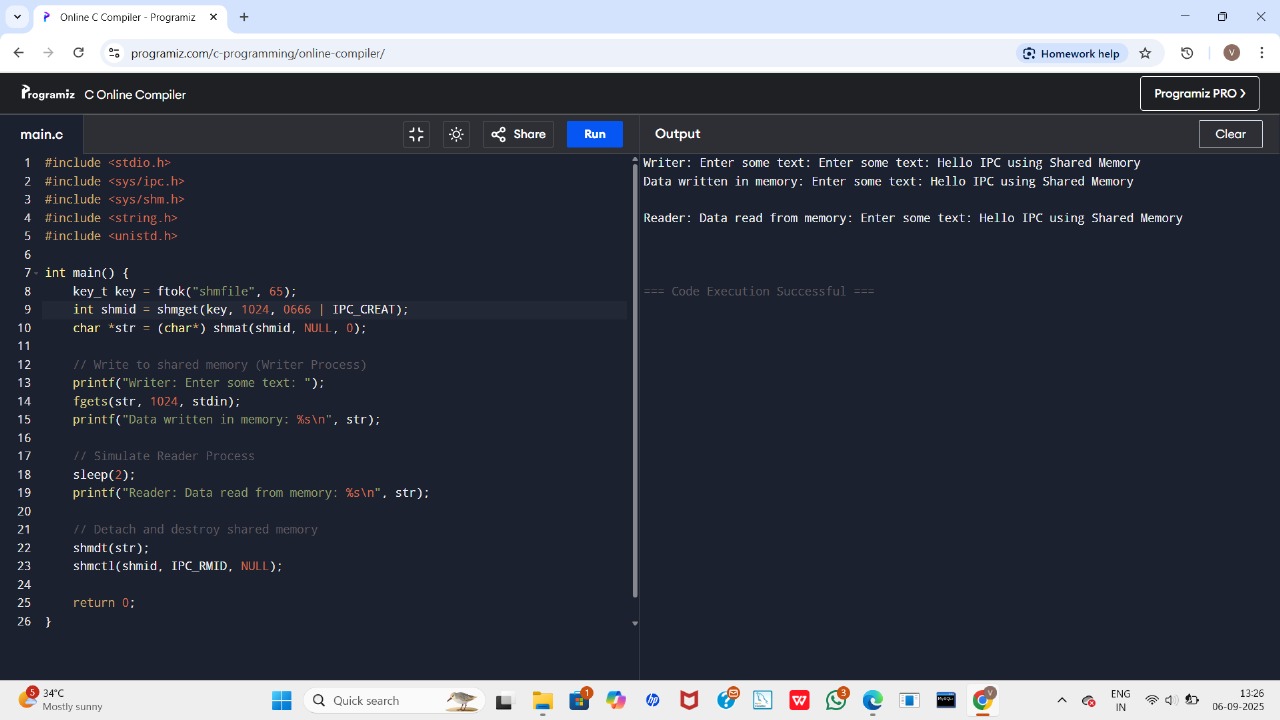 Online C Compiler - Programiz
programiz.com/c-programming/online-compiler/
Homework help
V
Programiz C Online Compiler
Programiz PRO >
main.c
Share
Run
Output
Clear
1 #include <stdio.h>
2 #include <sys/ipc.h>
3 #include <sys/shm.h>
4 #include <string.h>
5 #include <unistd.h>
6
7 int main() {
8 key_t key = ftok("shmfile", 65);
9 int shmid = shmget(key, 1024, 0666 | IPC_CREAT);
10 char *str = (char*) shmat(shmid, NULL, 0);
11
12 // Write to shared memory (Writer Process)
13 printf("Writer: Enter some text: ");
14 fgets(str, 1024, stdin);
15 printf("Data written in memory: %s\n", str);
16
17 // Simulate Reader Process
18 sleep(2);
19 printf("Reader: Data read from memory: %s\n", str);
20
21 // Detach and destroy shared memory
22 shmdt(str);
23 shmctl(shmid, IPC_RMID, NULL);
24
25 return 0;
26 }
Writer: Enter some text: Enter some text: Hello IPC using Shared Memory
Data written in memory: Enter some text: Hello IPC using Shared Memory
Reader: Data read from memory: Enter some text: Hello IPC using Shared Memory
=== Code Execution Successful ===
5
34°C
Mostly sunny
Quick search
1
3
V
ENG
IN
13:26
06-09-2025